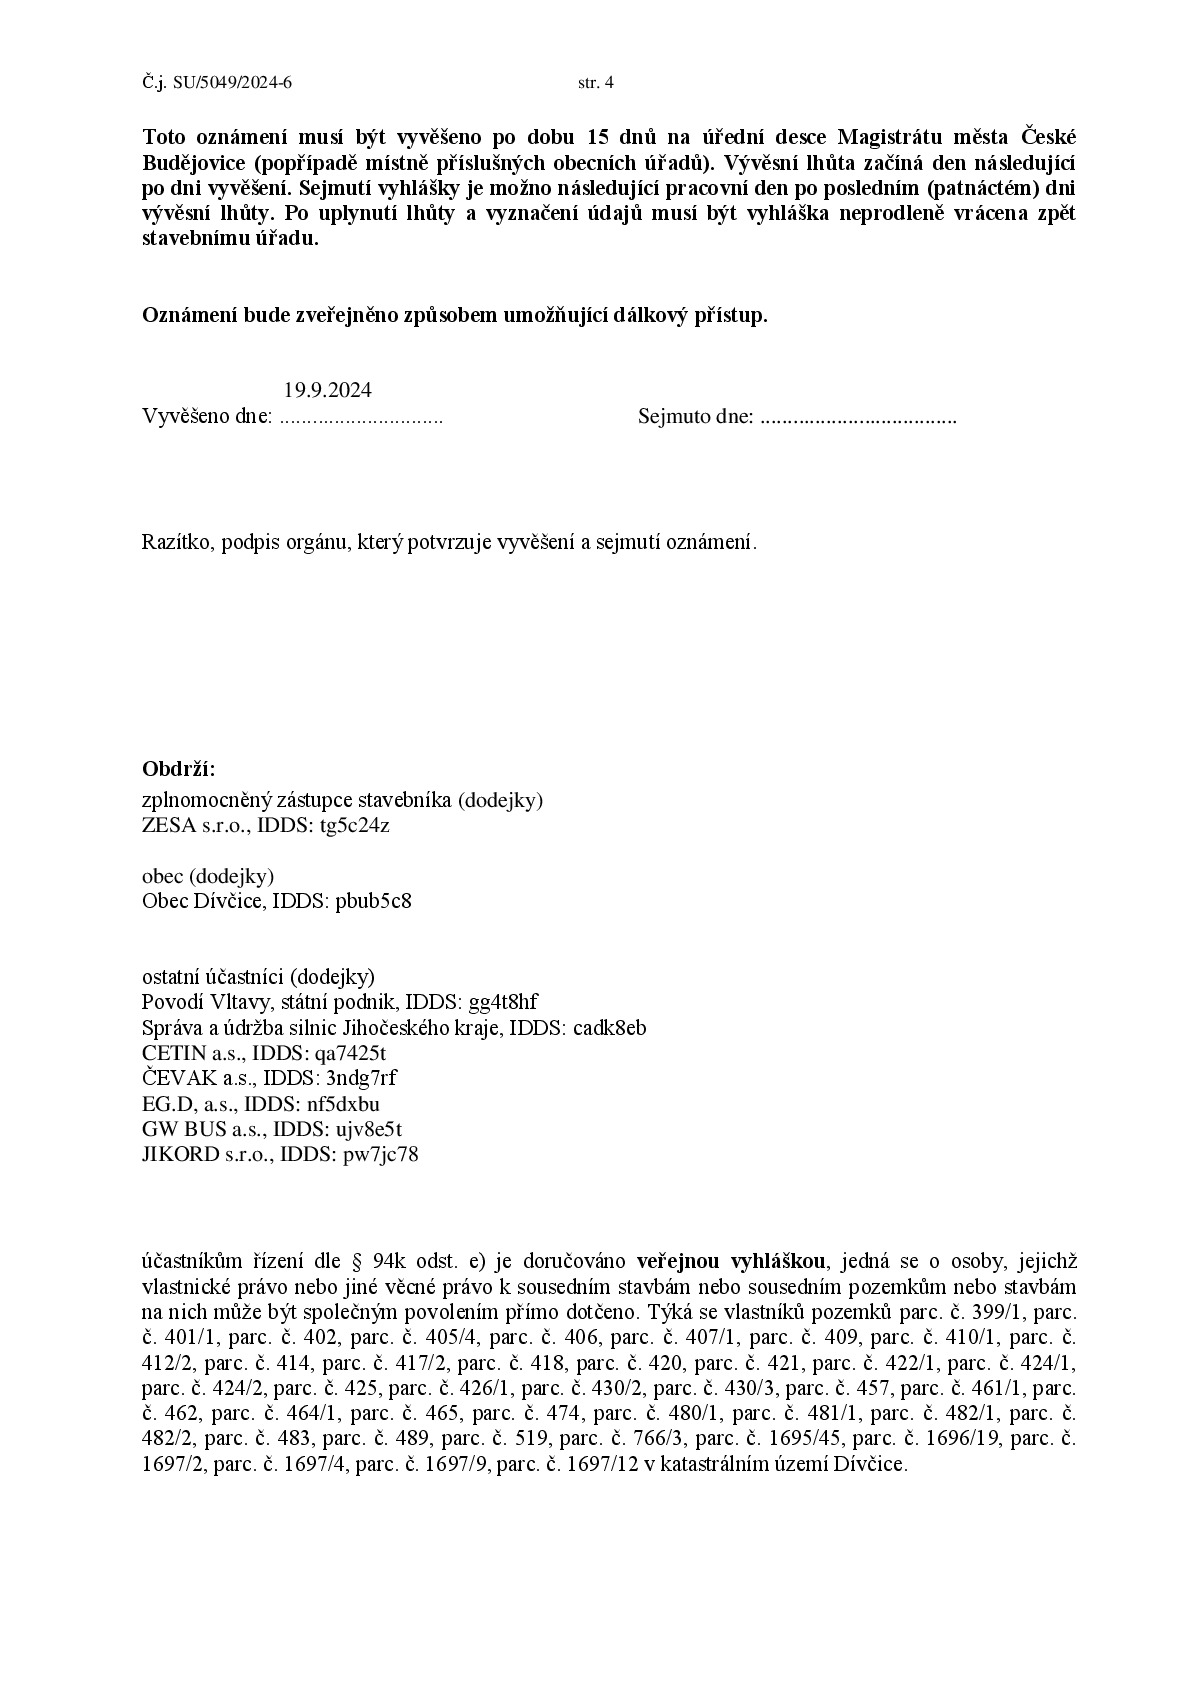 Č.j. SU/5049/2024-6 str. 4
Toto oznámení musí být vyvěšeno po dobu 15 dnů na úřední desce Magistrátu města České
Budějovice (popřípadě místně příslušných obecních úřadů). Vývěsní lhůta začíná den následující
po dni vyvěšení. Sejmutí vyhlášky je možno následující pracovní den po posledním (patnáctém) dni
vývěsní lhůty. Po uplynutí lhůty a vyznačení údajů musí být vyhláška neprodleně vrácena zpět
stavebnímu úřadu.
Oznámení bude zveřejněno způsobem umožňující dálkový přístup.
19.9.2024
Vyvěšeno dne: .............................. Sejmuto dne: ....................................
Razítko, podpis orgánu, který potvrzuje vyvěšení a sejmutí oznámení.
Obdrží:
zplnomocněný zástupce stavebníka (dodejky)
ZESA s.r.o., IDDS: tg5c24z
obec (dodejky)
Obec Dívčice, IDDS: pbub5c8
ostatní účastníci (dodejky)
Povodí Vltavy, státní podnik, IDDS: gg4t8hf
Správa a údržba silnic Jihočeského kraje, IDDS: cadk8eb
CETIN a.s., IDDS: qa7425t
ČEVAK a.s., IDDS: 3ndg7rf
EG.D, a.s., IDDS: nf5dxbu
GW BUS a.s., IDDS: ujv8e5t
JIKORD s.r.o., IDDS: pw7jc78
účastníkům řízení dle § 94k odst. e) je doručováno veřejnou vyhláškou, jedná se o osoby, jejichž
vlastnické právo nebo jiné věcné právo k sousedním stavbám nebo sousedním pozemkům nebo stavbám
na nich může být společným povolením přímo dotčeno. Týká se vlastníků pozemků parc. č. 399/1, parc.
č. 401/1, parc. č. 402, parc. č. 405/4, parc. č. 406, parc. č. 407/1, parc. č. 409, parc. č. 410/1, parc. č.
412/2, parc. č. 414, parc. č. 417/2, parc. č. 418, parc. č. 420, parc. č. 421, parc. č. 422/1, parc. č. 424/1,
parc. č. 424/2, parc. č. 425, parc. č. 426/1, parc. č. 430/2, parc. č. 430/3, parc. č. 457, parc. č. 461/1, parc.
č. 462, parc. č. 464/1, parc. č. 465, parc. č. 474, parc. č. 480/1, parc. č. 481/1, parc. č. 482/1, parc. č.
482/2, parc. č. 483, parc. č. 489, parc. č. 519, parc. č. 766/3, parc. č. 1695/45, parc. č. 1696/19, parc. č.
1697/2, parc. č. 1697/4, parc. č. 1697/9, parc. č. 1697/12 v katastrálním území Dívčice.